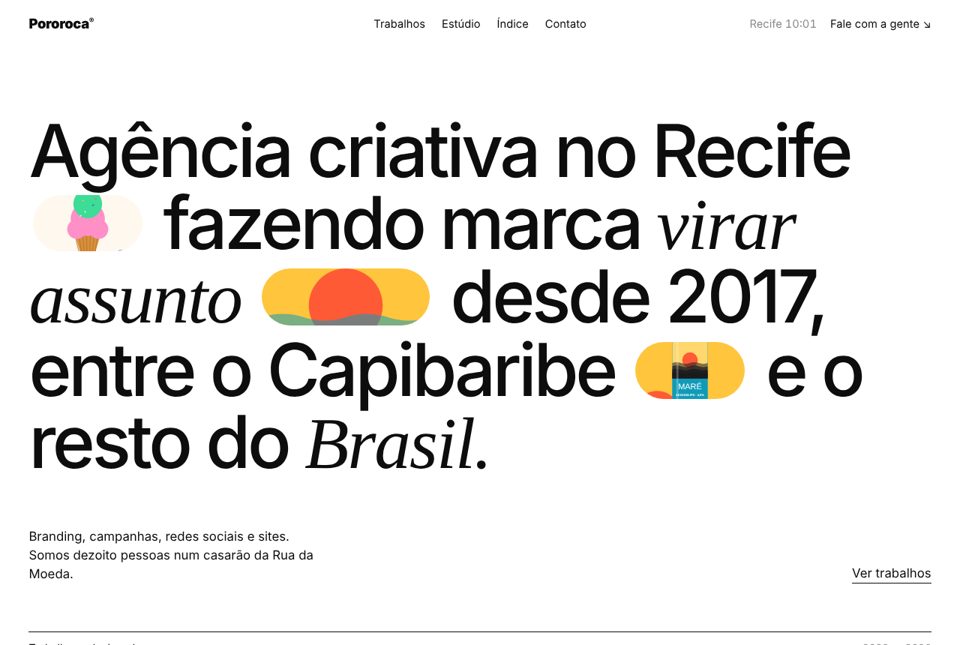 Pororoca®
Trabalhos Estúdio Índice Contato
Recife 10:01 Fale com a gente ↘
Agência criativa no Recife
fazendo marca virar
assunto desde 2017,
entre o Capibaribe e o
MARÉ
resto do Brasil.
Branding, campanhas, redes sociais e sites.
Somos dezoito pessoas num casarão da Rua da
Moeda.
Ver trabalhos